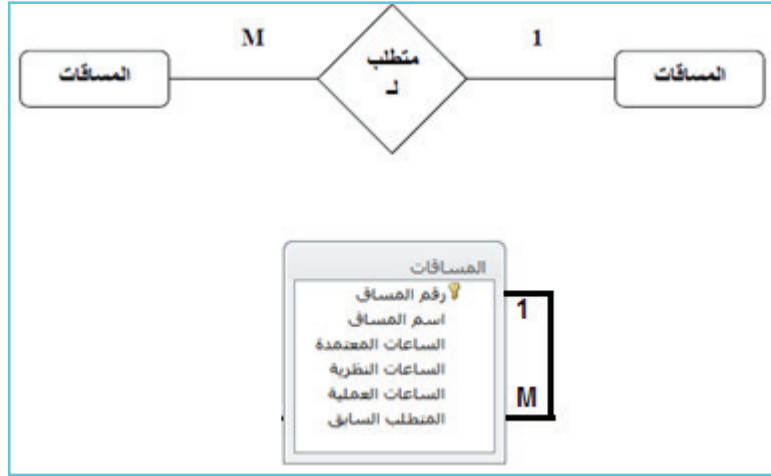 1
M
المساقات
متطلب
لـ
المساقات
المساقات
رقم المساق
اسم المساق
الساعات المعتمدة
الساعات النظرية
الساعات العملية
المتطلب السابق
1
M